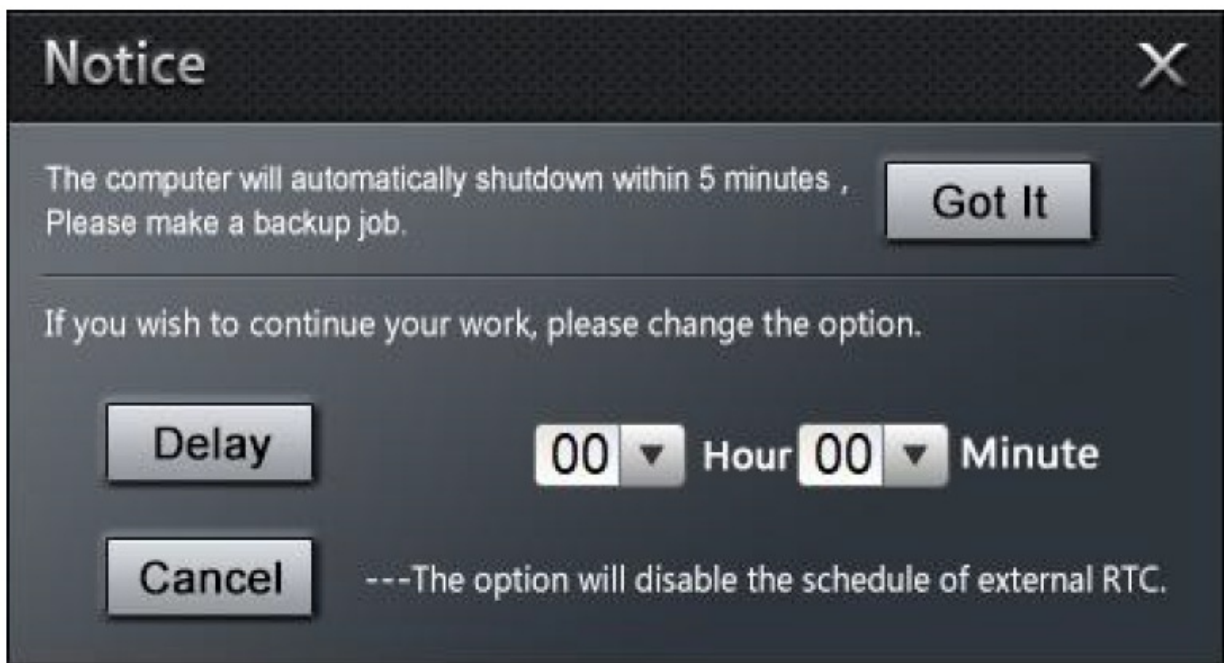 Notice
The computer will automatically shutdown within 5 minutes ,
Please make a backup job.
Got It
If you wish to continue your work, please change the option.
Delay
00 Hour 00 Minute
Cancel
---The option will disable the schedule of external RTC.